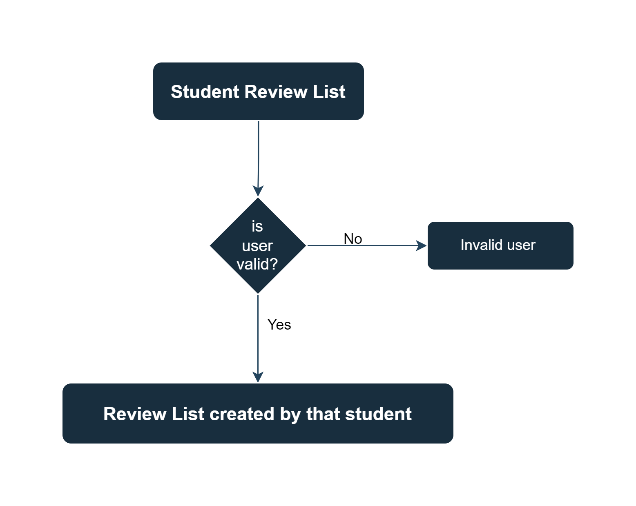 Student Review List
is
user
valid?
No
Invalid user
Yes
Review List created by that student